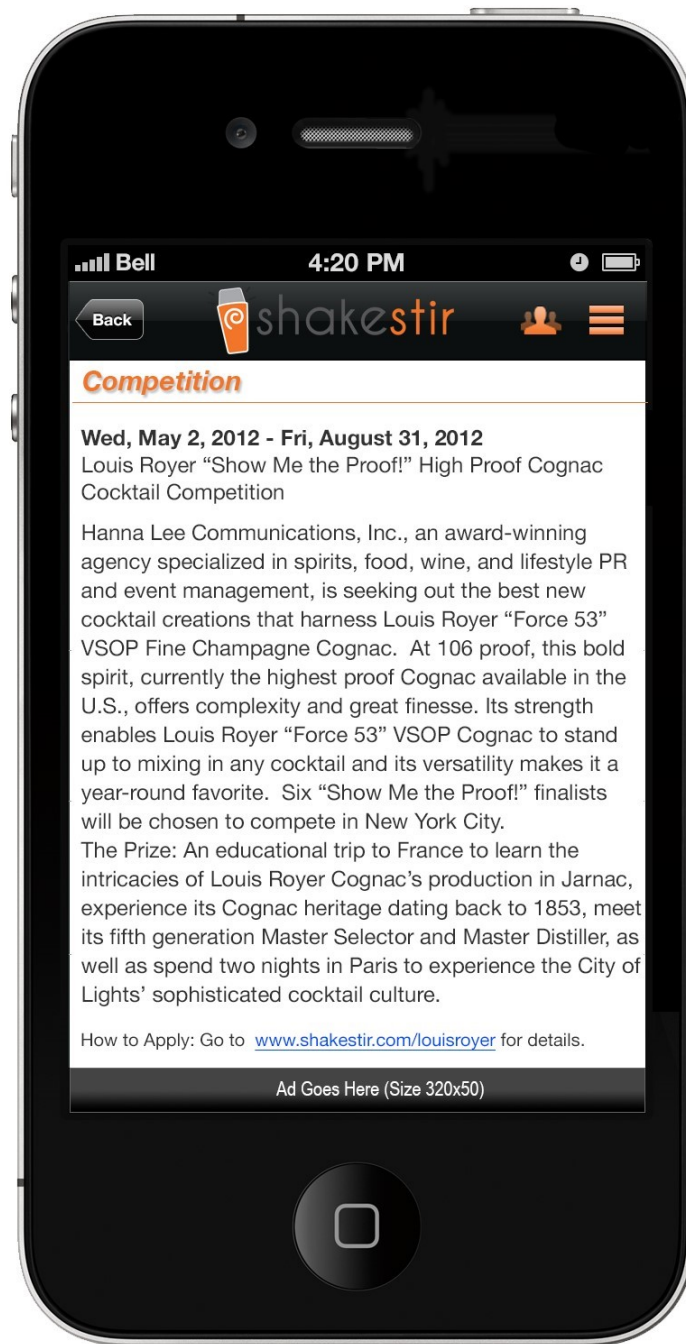 Bell 4:20 PM
Back shakestir
Competition
Wed, May 2, 2012 - Fri, August 31, 2012
Louis Royer “Show Me the Proof!” High Proof Cognac
Cocktail Competition
Hanna Lee Communications, Inc., an award-winning
agency specialized in spirits, food, wine, and lifestyle PR
and event management, is seeking out the best new
cocktail creations that harness Louis Royer “Force 53”
VSOP Fine Champagne Cognac.  At 106 proof, this bold
spirit, currently the highest proof Cognac available in the
U.S., offers complexity and great finesse. Its strength
enables Louis Royer “Force 53” VSOP Cognac to stand
up to mixing in any cocktail and its versatility makes it a
year-round favorite.  Six “Show Me the Proof!” finalists
will be chosen to compete in New York City.
The Prize: An educational trip to France to learn the
intricacies of Louis Royer Cognac’s production in Jarnac,
experience its Cognac heritage dating back to 1853, meet
its fifth generation Master Selector and Master Distiller, as
well as spend two nights in Paris to experience the City of
Lights’ sophisticated cocktail culture.
How to Apply: Go to  www.shakestir.com/louisroyer for details.
Ad Goes Here (Size 320x50)